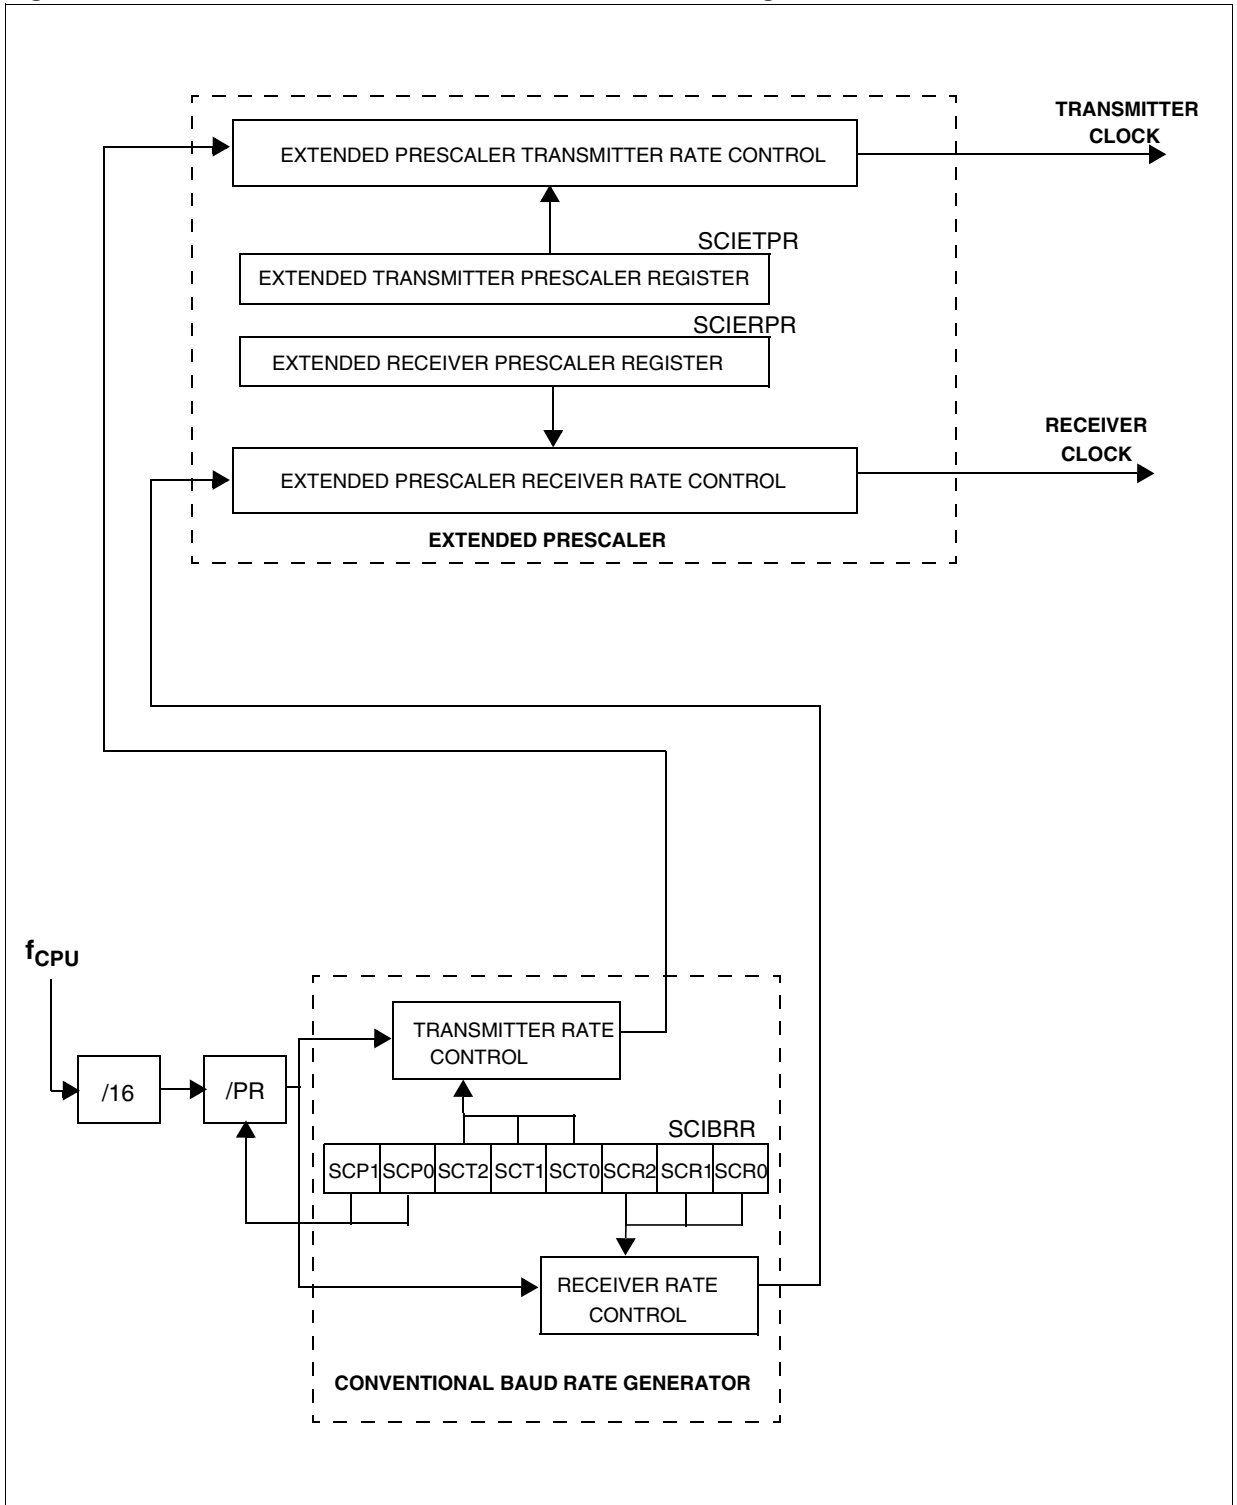 TRANSMITTER
CLOCK
EXTENDED PRESCALER TRANSMITTER RATE CONTROL
SCIETPR
EXTENDED TRANSMITTER PRESCALER REGISTER
SCIERPR
EXTENDED RECEIVER PRESCALER REGISTER
RECEIVER
CLOCK
EXTENDED PRESCALER RECEIVER RATE CONTROL
EXTENDED PRESCALER
fCPU
TRANSMITTER RATE
CONTROL
/16
/PR
SCIBRR
SCP1 SCP0 SCT2 SCT1 SCT0 SCR2 SCR1 SCR0
RECEIVER RATE
CONTROL
CONVENTIONAL BAUD RATE GENERATOR